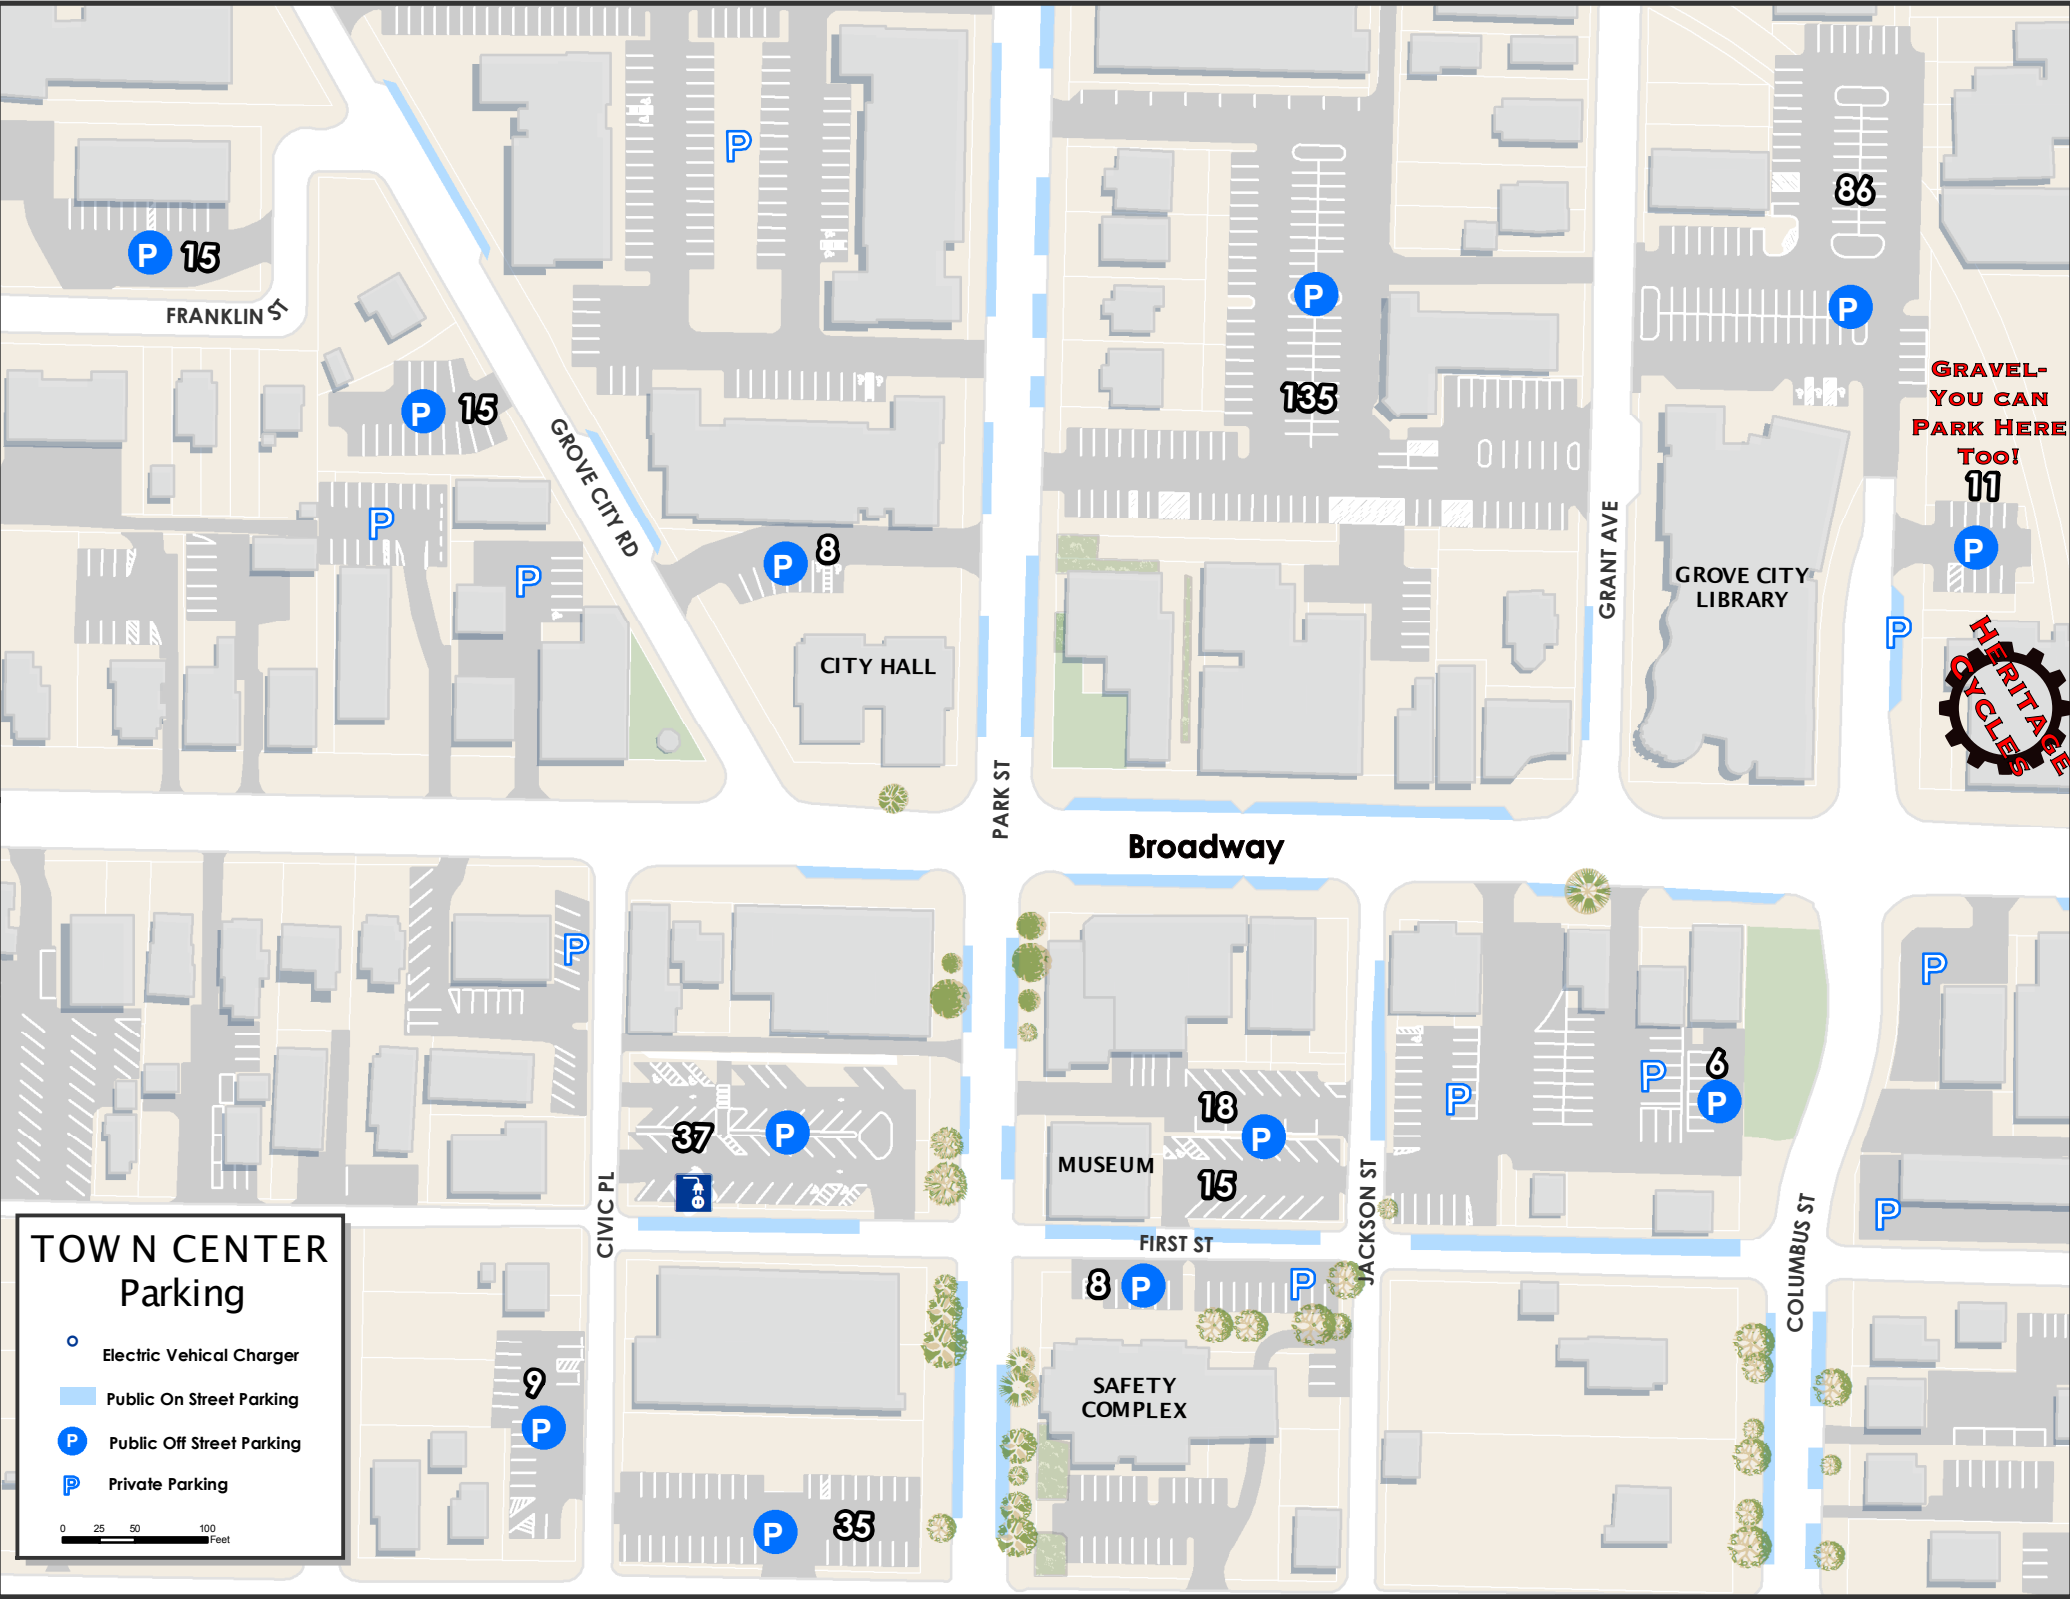 P
86
P 15
FRANKLIN ST
P
P
135
P
GRAVEL-
YOU CAN
PARK HERE
TOO!
11
P
P 15
GROVE CITY RD
P
P
P 8
GRANT AVE
GROVE CITY
LIBRARY
P
HERITAGE
CYCLES
CITY HALL
PARK ST
Broadway
P
P
37
P
18
P
15
MUSEUM
P
P
6
P
P
CIVIC PL
FIRST ST
JACKSON ST
COLUMBUS ST
8 P
P
SAFETY
COMPLEX
9
P
P 35
TOWN CENTER
Parking
Electric Vehical Charger
Public On Street Parking
P Public Off Street Parking
P Private Parking
0 25 50 100
Feet